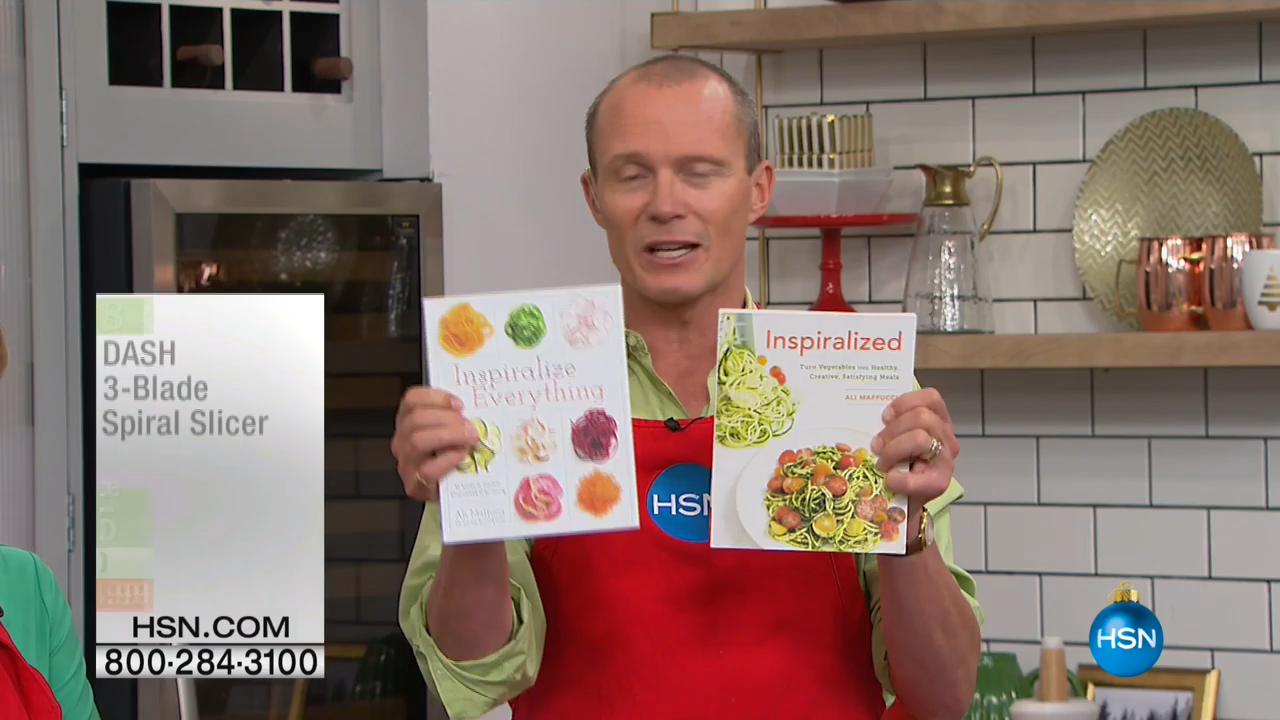 DASH
3-Blade
Spiral Slicer
HSN.COM
800-284-3100
Inspiralize
Everything
Inspiralized
Turn Vegetables into Healthy,
Creative, Satisfying Meals
ALI MAFFUCCI
HSN
HSN